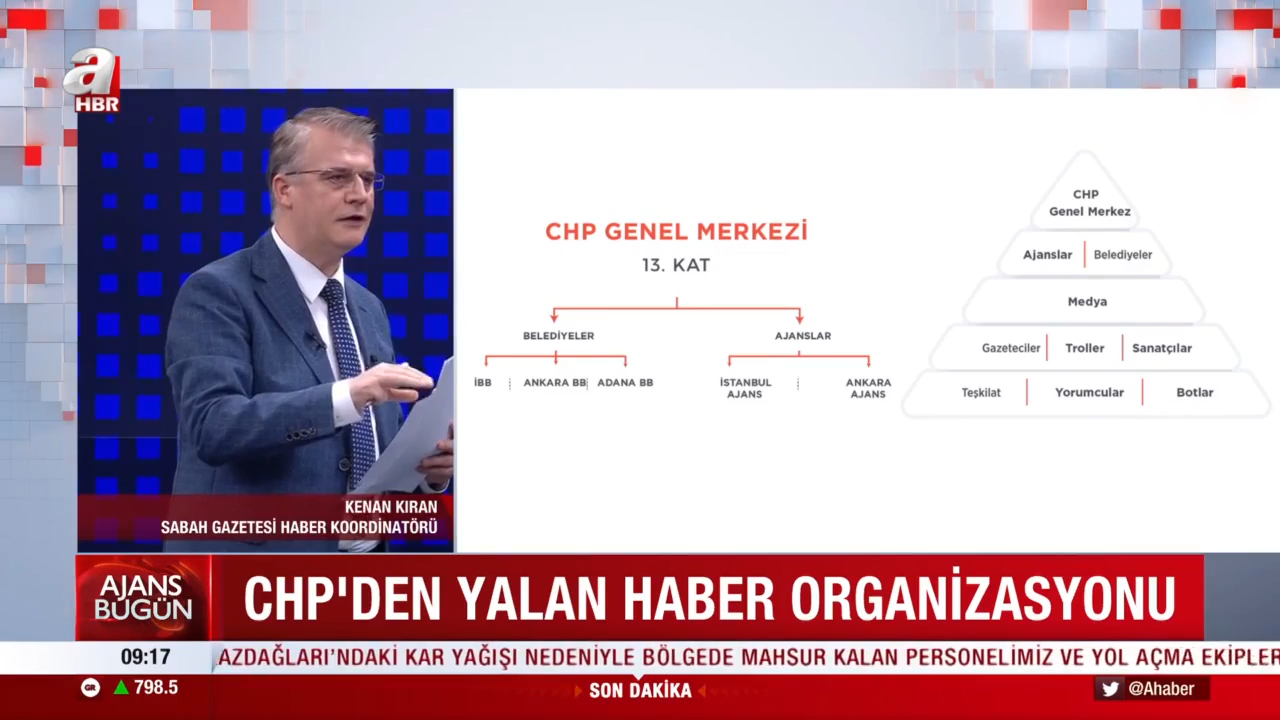 a
HBR
CHP GENEL MERKEZİ
13. KAT
BELEDİYELER
AJANSLAR
İBB
ANKARA BB
ADANA BB
İSTANBUL
AJANS
ANKARA
AJANS
CHP
Genel Merkez
Ajanslar
Belediyeler
Medya
Gazeteciler
Troller
Sanatçılar
Teşkilat
Yorumcular
Botlar
KENAN KIRAN
SABAH GAZETESİ HABER KOORDİNATÖRÜ
AJANS
BUGÜN
CHP'DEN YALAN HABER ORGANİZASYONU
09:17
AZDAĞLARI'NDAKİ KAR YAĞIŞI NEDENİYLE BÖLGEDE MAHSUR KALAN PERSONELİMİZ VE YOL AÇMA EKİPLER
GR
798.5
SON DAKİKA
@Ahaber